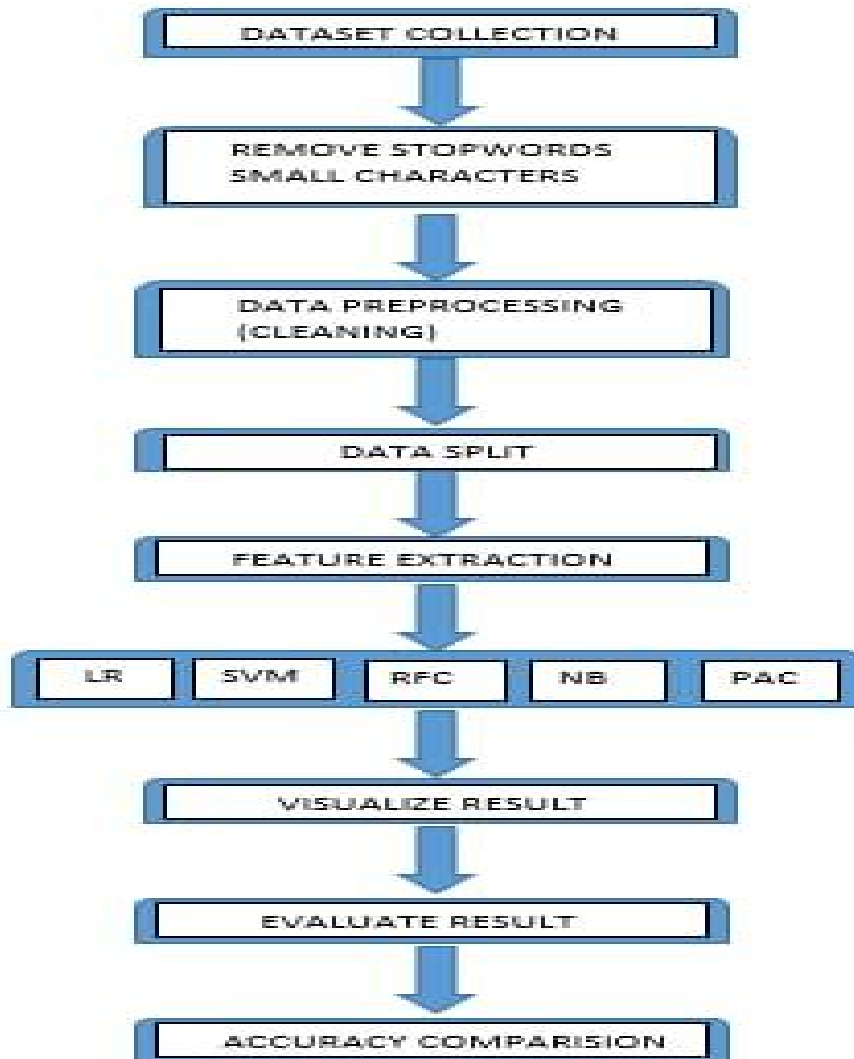 DATASET COLLECTION
REMOVE STOPWORDS
SMALL CHARACTERS
DATA PREPROCESSING
(CLEANING)
DATA SPLIT
FEATURE EXTRACTION
LR SVM RFC NB PAC
VISUALIZE RESULT
EVALUATE RESULT
ACCURACY COMPARISION